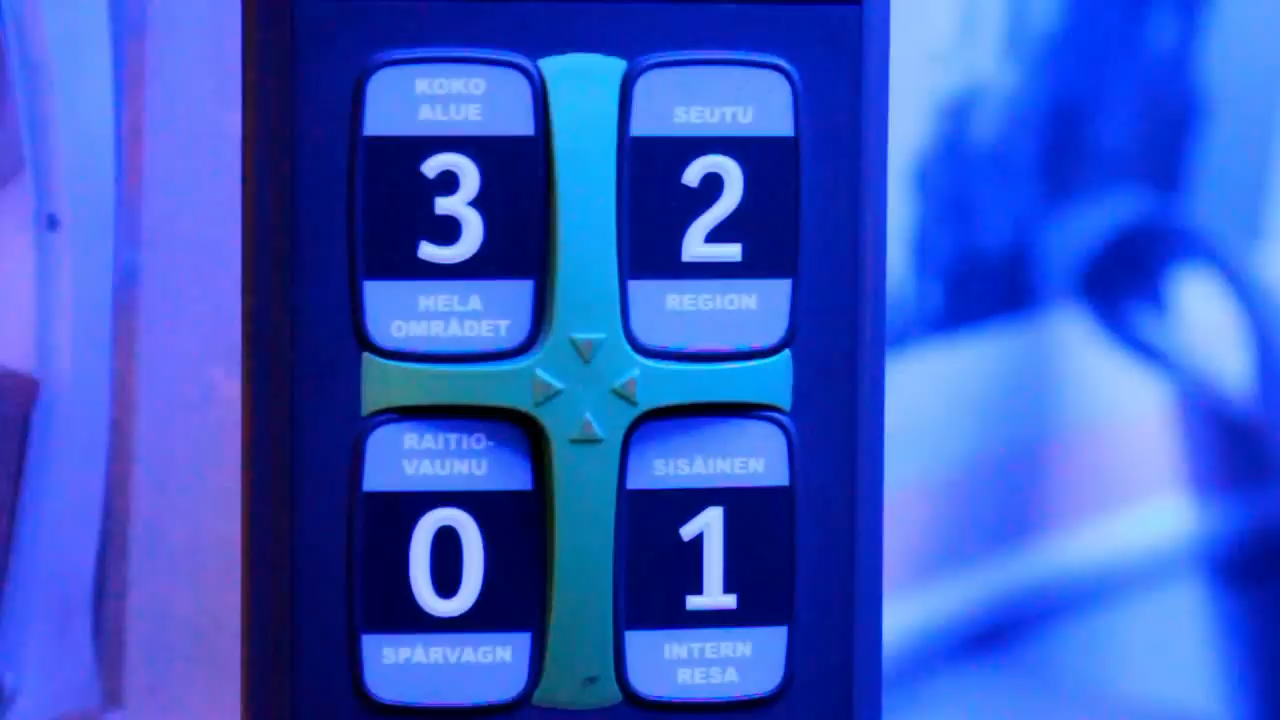 KOKO
ALUE
3
HELA
OMRÅDET
SEUTU
2
REGION
RAITIO-
VAUNU
0
SPÅRVAGN
SISÄINEN
1
INTERN
RESA